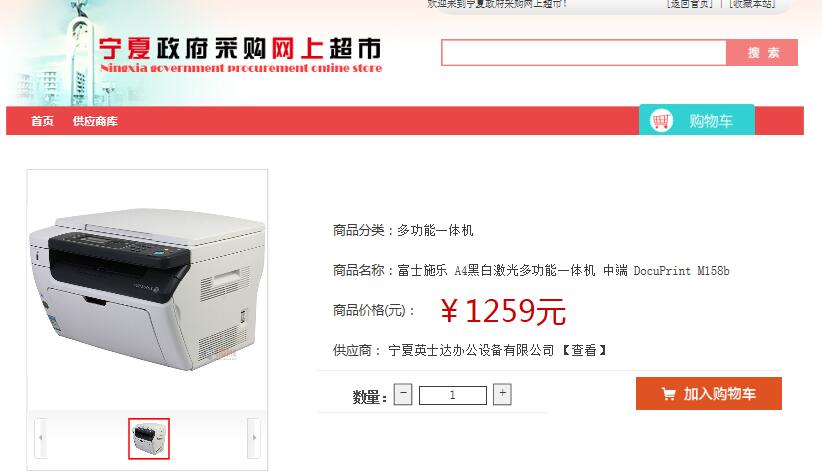 欢迎来到宁夏政府采购网上超市！ [返回首页] | [收藏本站]
宁夏政府采购网上超市
Ningxia government procurement online store
搜 索
首页 供应商库 购物车
商品分类：多功能一体机
商品名称：富士施乐 A4黑白激光多功能一体机 中端 DocuPrint M158b
商品价格(元)： ￥1259元
供应商： 宁夏英士达办公设备有限公司 【查看】
数量： − 1 + 加入购物车